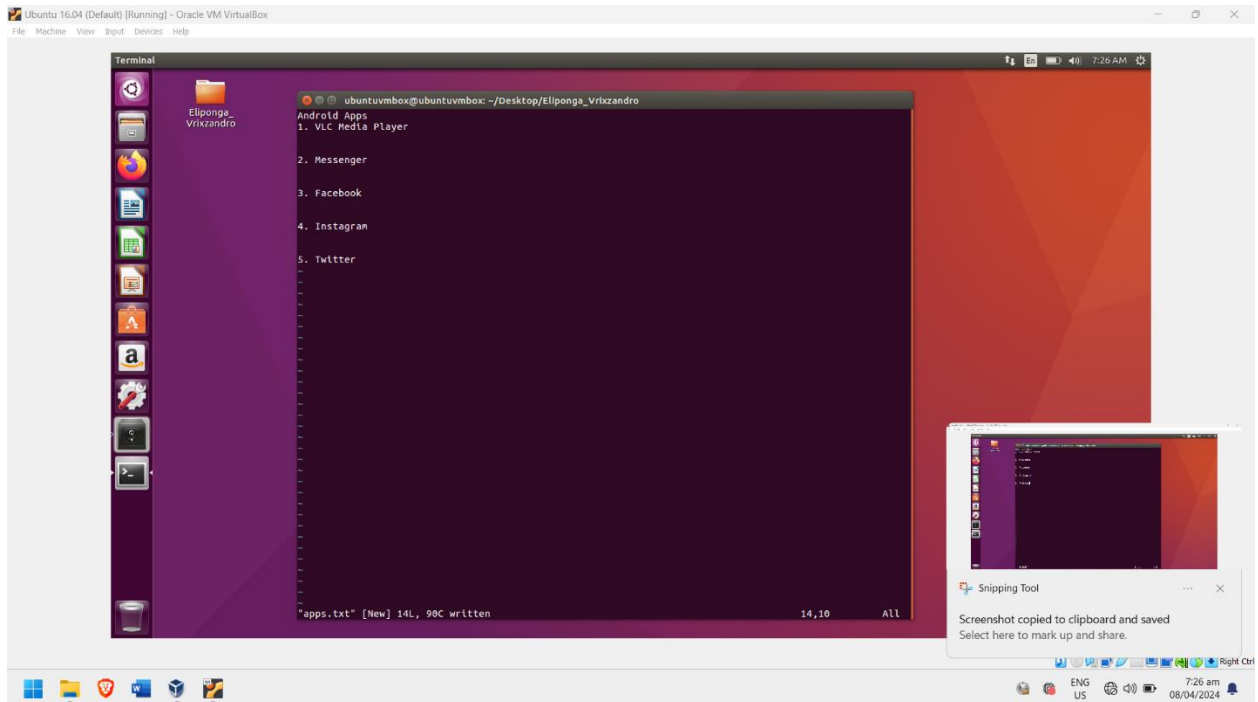 Ubuntu 16.04 (Default) [Running] - Oracle VM VirtualBox
File Machine View Input Devices Help
Terminal
En
7:26 AM
Eliponga_
Vrixzandro
ubuntuvmbox@ubuntuvmbox: ~/Desktop/Eliponga_Vrixzandro
Android Apps
1. VLC Media Player
2. Messenger
3. Facebook
4. Instagram
5. Twitter
"apps.txt" [New] 14L, 90C written 14,10 All
Snipping Tool
Screenshot copied to clipboard and saved
Select here to mark up and share.
Right Ctrl
ENG
US
7:26 am
08/04/2024